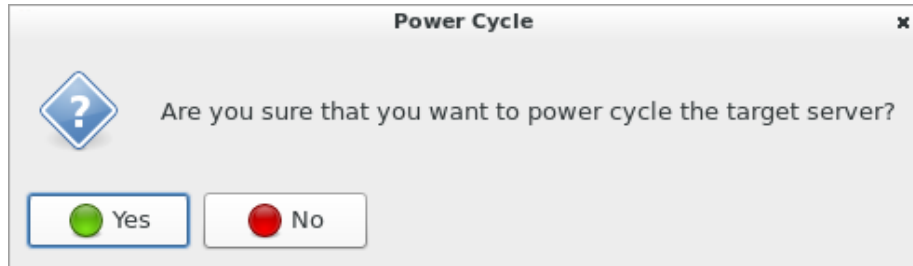 Power Cycle
Are you sure that you want to power cycle the target server?
Yes
No